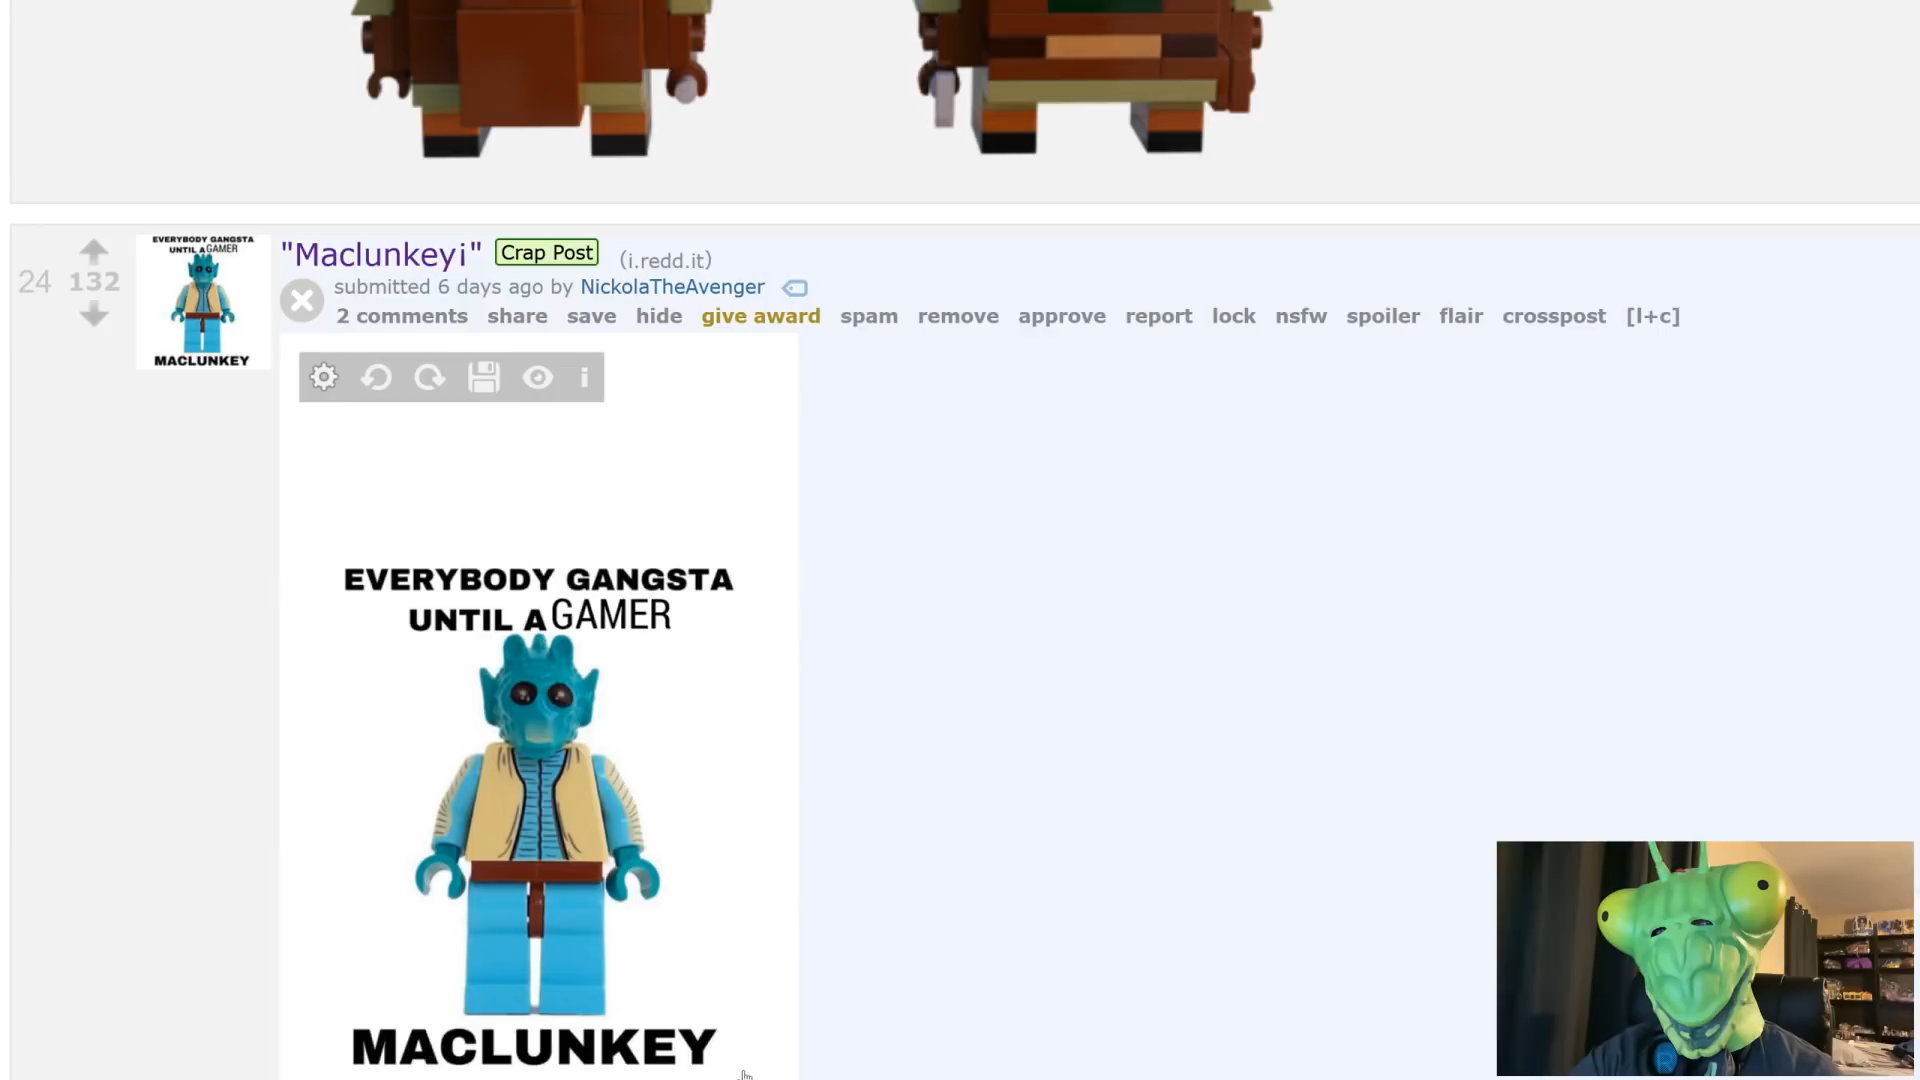 24
132
EVERYBODY GANGSTA
UNTIL A GAMER
MACLUNKEY
"Maclunkeyi" Crap Post (i.redd.it)
submitted 6 days ago by NickolaTheAvenger
2 comments share save hide give award spam remove approve report lock nsfw spoiler flair crosspost [l+c]
i
EVERYBODY GANGSTA
UNTIL A GAMER
MACLUNKEY